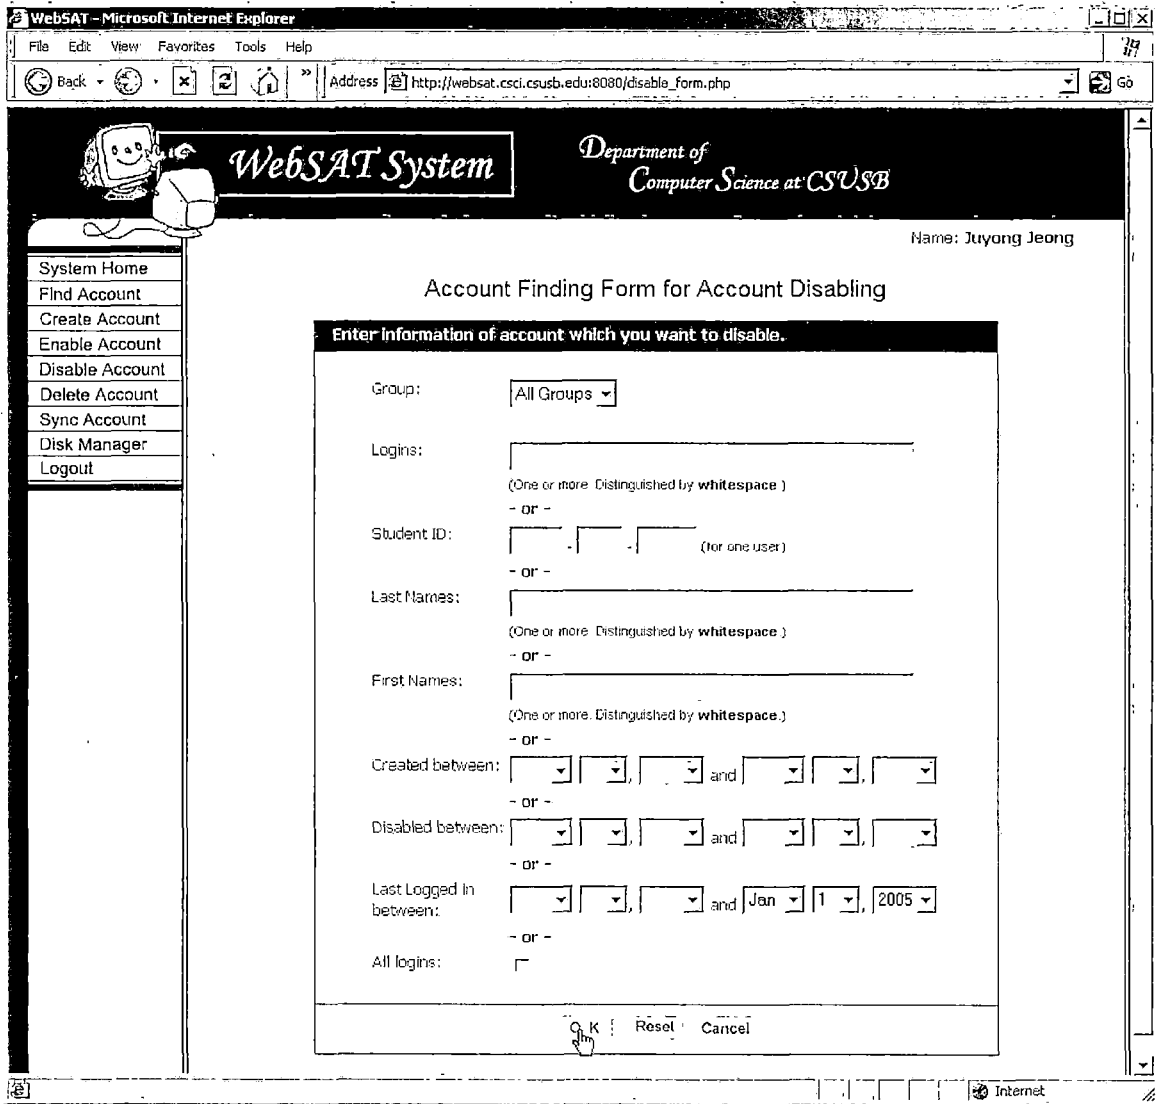 WebSAT - Microsoft Internet Explorer
File Edit View Favorites Tools Help
Back » Address http://websat.csci.csusb.edu:8080/disable_form.php Go
WebSAT System
Department of
Computer Science at CSUSB
Name: Juyong Jeong
System Home
Find Account
Create Account
Enable Account
Disable Account
Delete Account
Sync Account
Disk Manager
Logout
Account Finding Form for Account Disabling
Enter information of account which you want to disable.
Group: All Groups
Logins:
(One or more. Distinguished by whitespace.)
- or -
Student ID: - - (for one user)
- or -
Last Names:
(One or more. Distinguished by whitespace.)
- or -
First Names:
(One or more. Distinguished by whitespace.)
- or -
Created between: , and ,
- or -
Disabled between: , and ,
- or -
Last Logged In
between: , and Jan 1 , 2005
- or -
All logins:
O K Reset Cancel
Internet